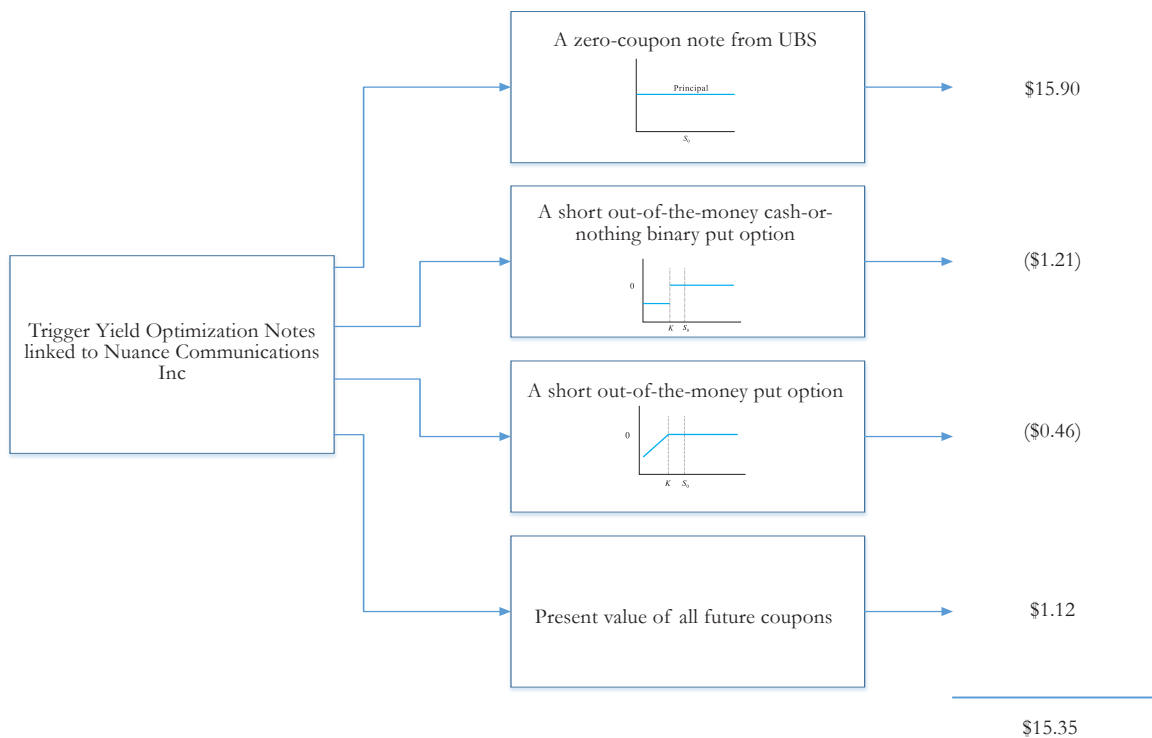 A zero-coupon note from UBS
Principal
S0
$15.90
A short out-of-the-money cash-or-
nothing binary put option
0
K
S0
($1.21)
Trigger Yield Optimization Notes
linked to Nuance Communications
Inc
A short out-of-the-money put option
0
K
S0
($0.46)
Present value of all future coupons
$1.12
$15.35